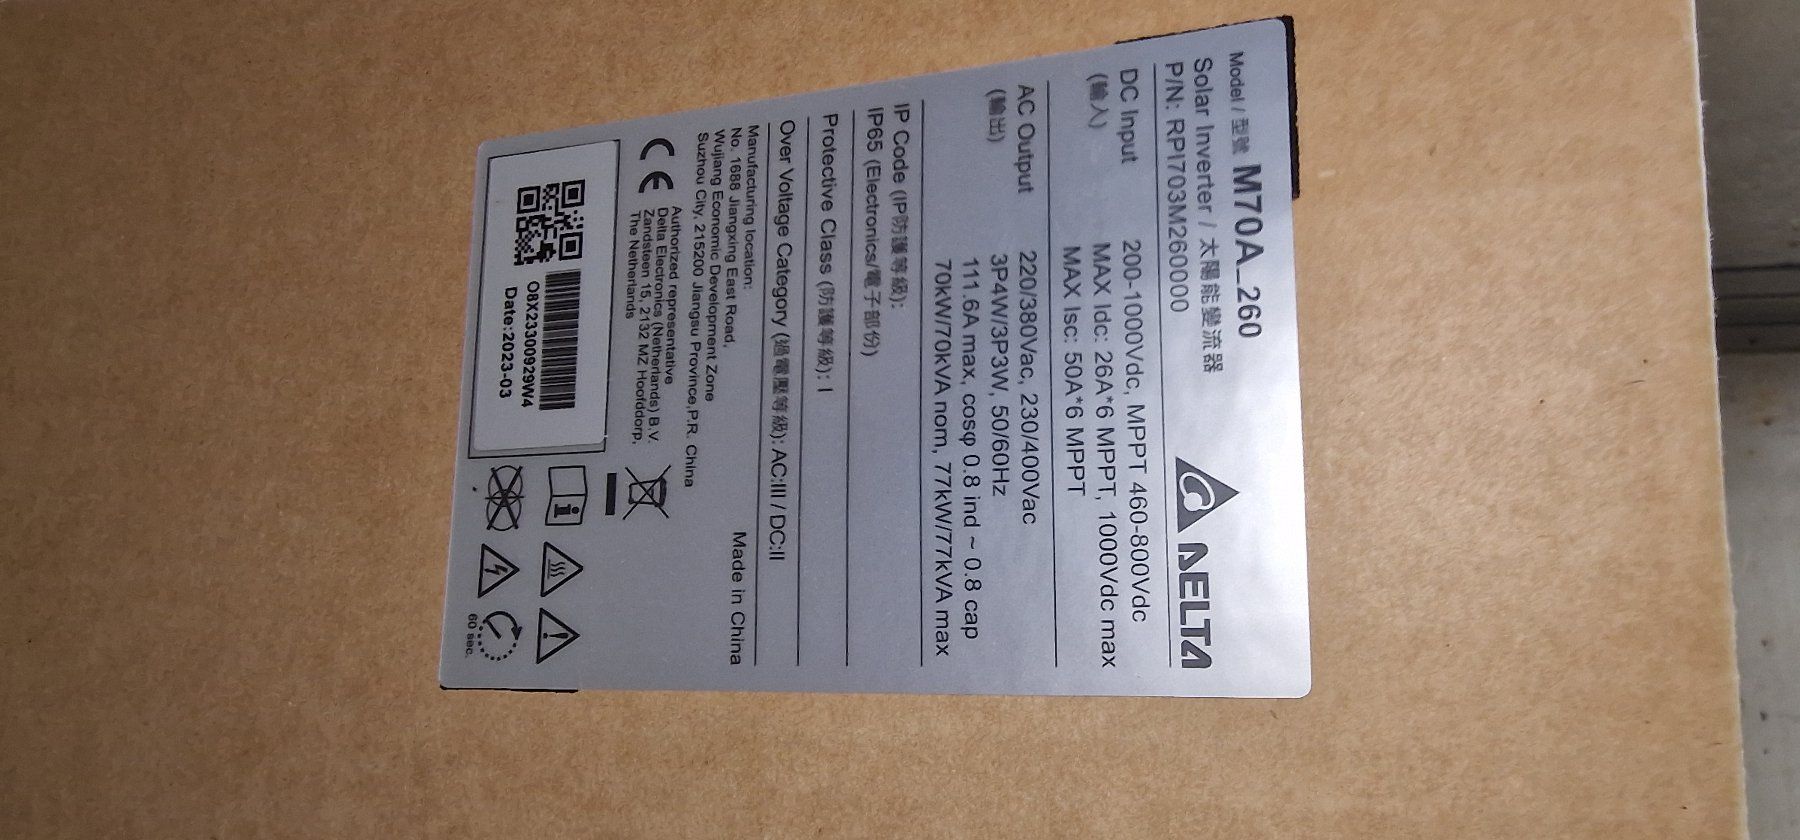 Model / 型號 M70A_260
Solar Inverter / 太陽能變流器
P/N: RPI703M260000
DELTA
DC Input 200-1000Vdc, MPPT 460-800Vdc
(輸入) MAX Idc: 26A*6 MPPT, 1000Vdc max
MAX Isc: 50A*6 MPPT
AC Output 220/380Vac, 230/400Vac
(輸出) 3P4W/3P3W, 50/60Hz
111.6A max, cosφ 0.8 ind ~ 0.8 cap
70kW/70kVA nom, 77kW/77kVA max
IP Code (IP防護等級):
IP65 (Electronics/電子部份)
Protective Class (防護等級): I
Over Voltage Category (過電壓等級): AC:III / DC:II
Manufacturing location:
No. 1688 Jiangxing East Road,
Wujiang Economic Development Zone
Suzhou City, 215200 Jiangsu Province,P.R. China
Made in China
CE
Authorized representative
Delta Electronics (Netherlands) B.V.
Zandsteen 15, 2132 MZ Hoofddorp,
The Netherlands
O8X23300929W4
Date:2023-03
60 sec.